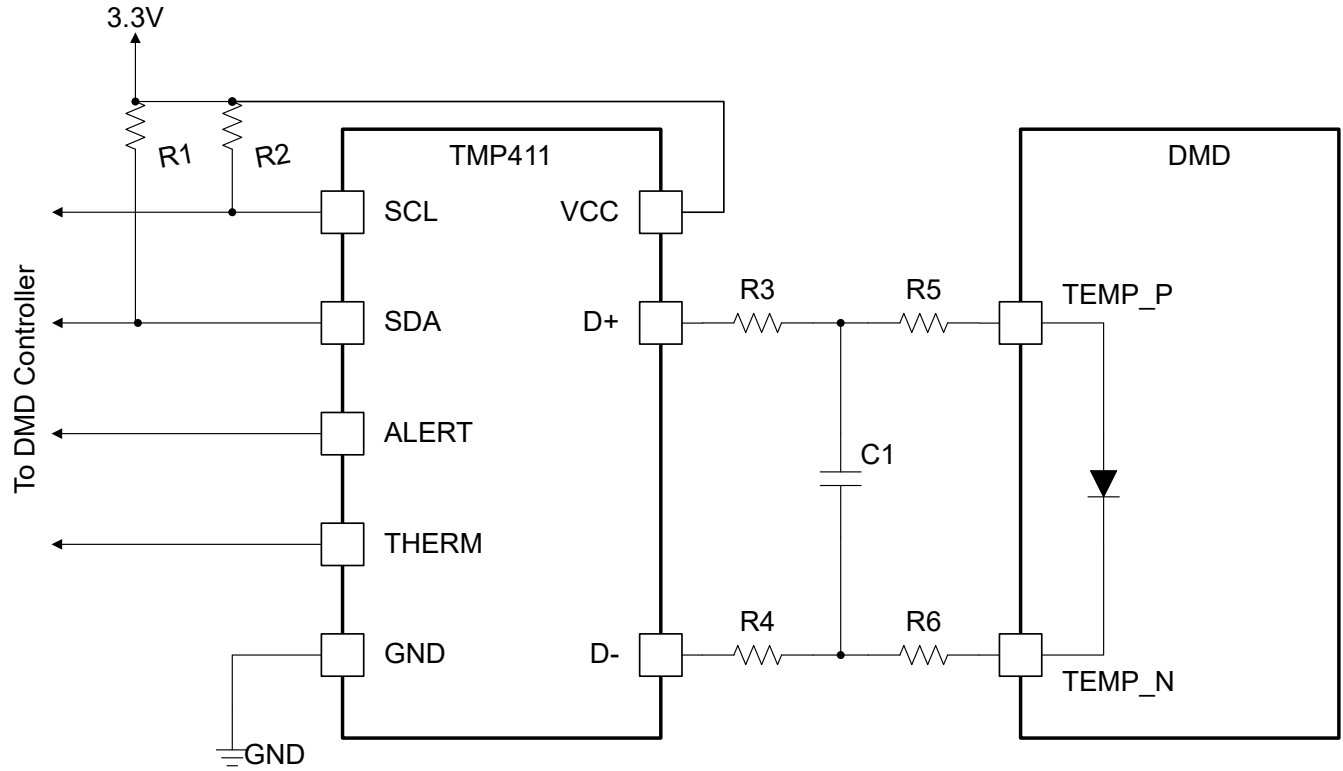 3.3V
R1
R2
TMP411
DMD
SCL
VCC
To DMD Controller
R3
R5
TEMP_P
SDA
D+
ALERT
C1
THERM
R4
R6
GND
D-
TEMP_N
GND